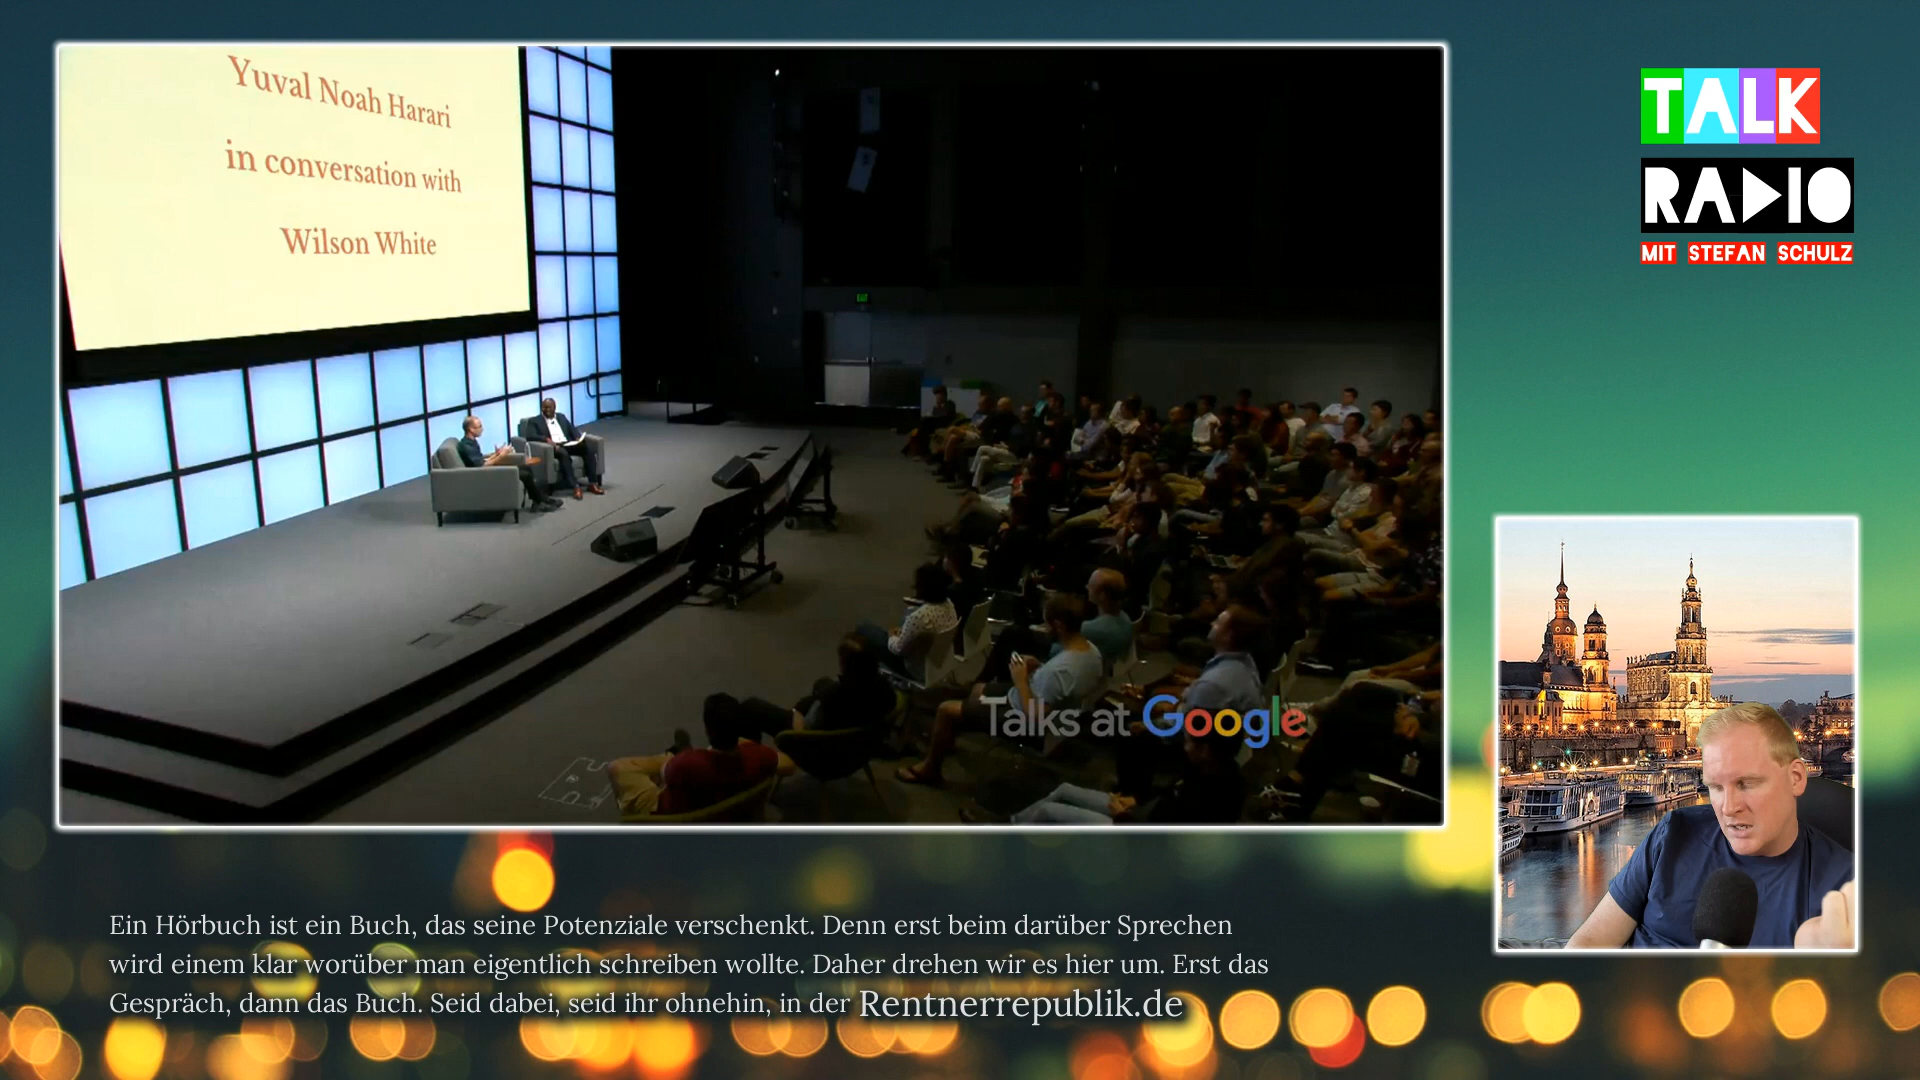 Yuval Noah Harari
in conversation with
Wilson White
Talks at Google
TALK
RADIO
MIT STEFAN SCHULZ
Ein Hörbuch ist ein Buch, das seine Potenziale verschenkt. Denn erst beim darüber Sprechen
wird einem klar worüber man eigentlich schreiben wollte. Daher drehen wir es hier um. Erst das
Gespräch, dann das Buch. Seid dabei, seid ihr ohnehin, in der Rentnerrepublik.de